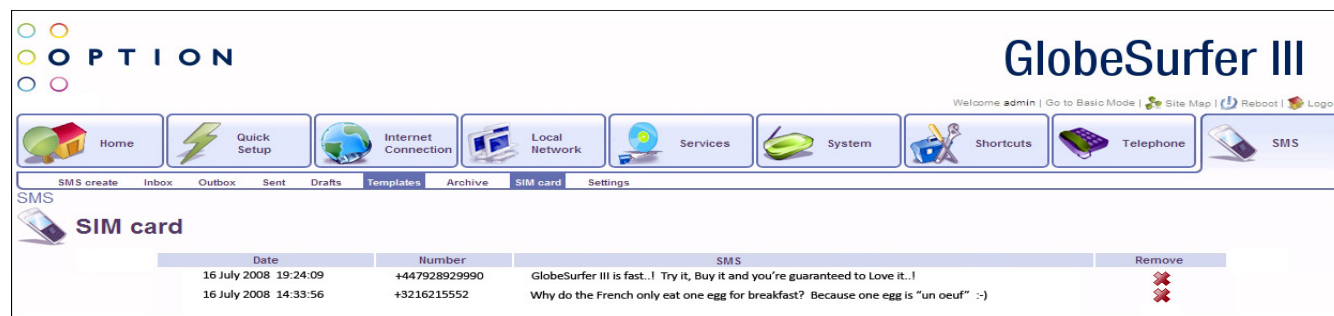 OPTION
GlobeSurfer III
Welcome admin | Go to Basic Mode | Site Map | Reboot | Logo
Home
Quick Setup
Internet Connection
Local Network
Services
System
Shortcuts
Telephone
SMS
SMS create Inbox Outbox Sent Drafts Templates Archive SIM card Settings
SMS
SIM card
Date Number SMS Remove
16 July 2008 19:24:09 +447928929990 GlobeSurfer III is fast..! Try it, Buy it and you're guaranteed to Love it..!
16 July 2008 14:33:56 +3216215552 Why do the French only eat one egg for breakfast? Because one egg is “un oeuf” :-)